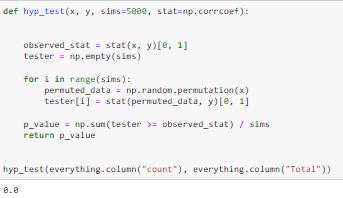 def hyp_test(x, y, sims=5000, stat=np.corrcoef):
observed_stat = stat(x, y)[0, 1]
tester = np.empty(sims)
for i in range(sims):
permuted_data = np.random.permutation(x)
tester[i] = stat(permuted_data, y)[0, 1]
p_value = np.sum(tester >= observed_stat) / sims
return p_value
hyp_test(everything.column("count"), everything.column("Total"))
0.0